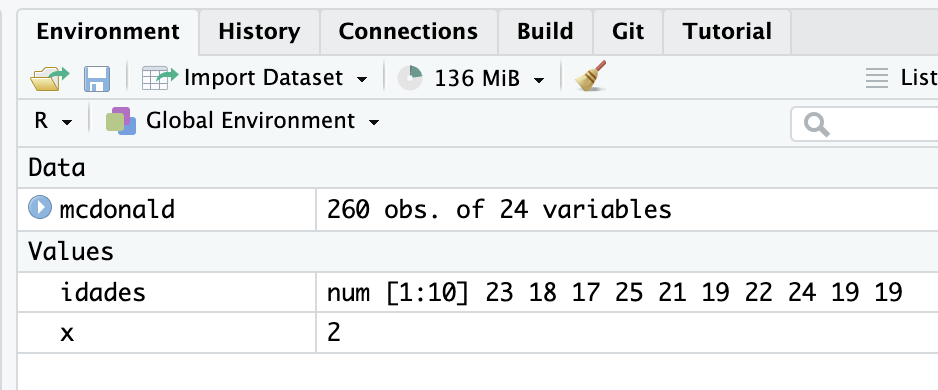 Environment History Connections Build Git Tutorial
Import Dataset 136 MiB List
R Global Environment
Data
mcdonald 260 obs. of 24 variables
Values
idades num [1:10] 23 18 17 25 21 19 22 24 19 19
x 2